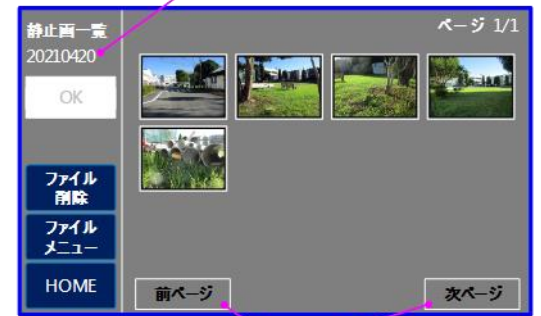 静止画一覧
20210420
OK
ファイル
削除
ファイル
メニュー
HOME
ページ 1/1
前ページ
次ページ